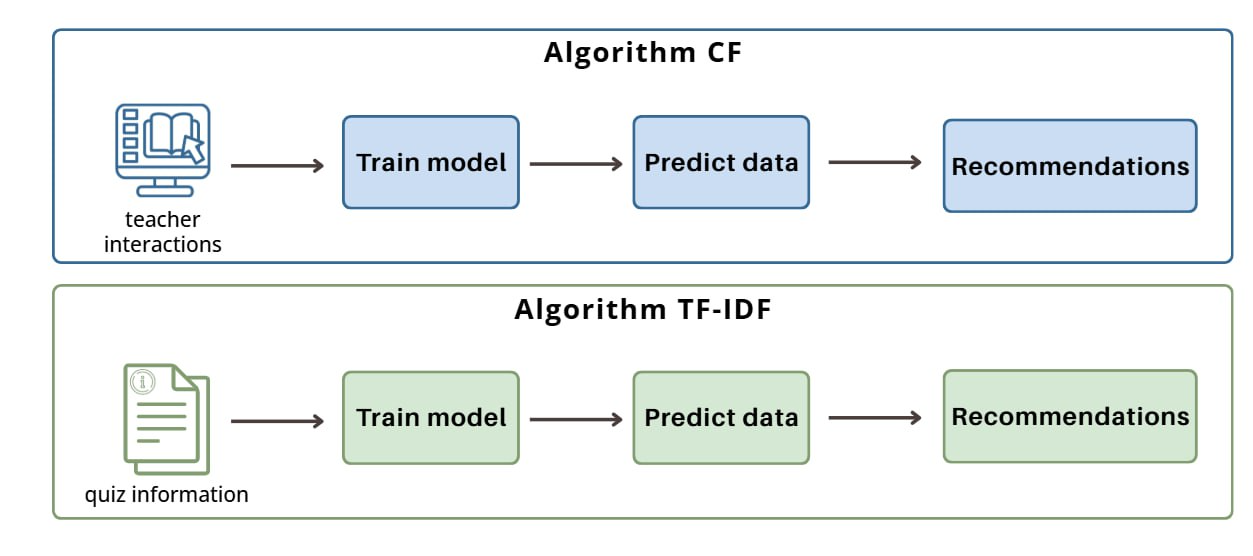 Algorithm CF
Train model
Predict data
Recommendations
teacher
interactions
Algorithm TF-IDF
i
Train model
Predict data
Recommendations
quiz information